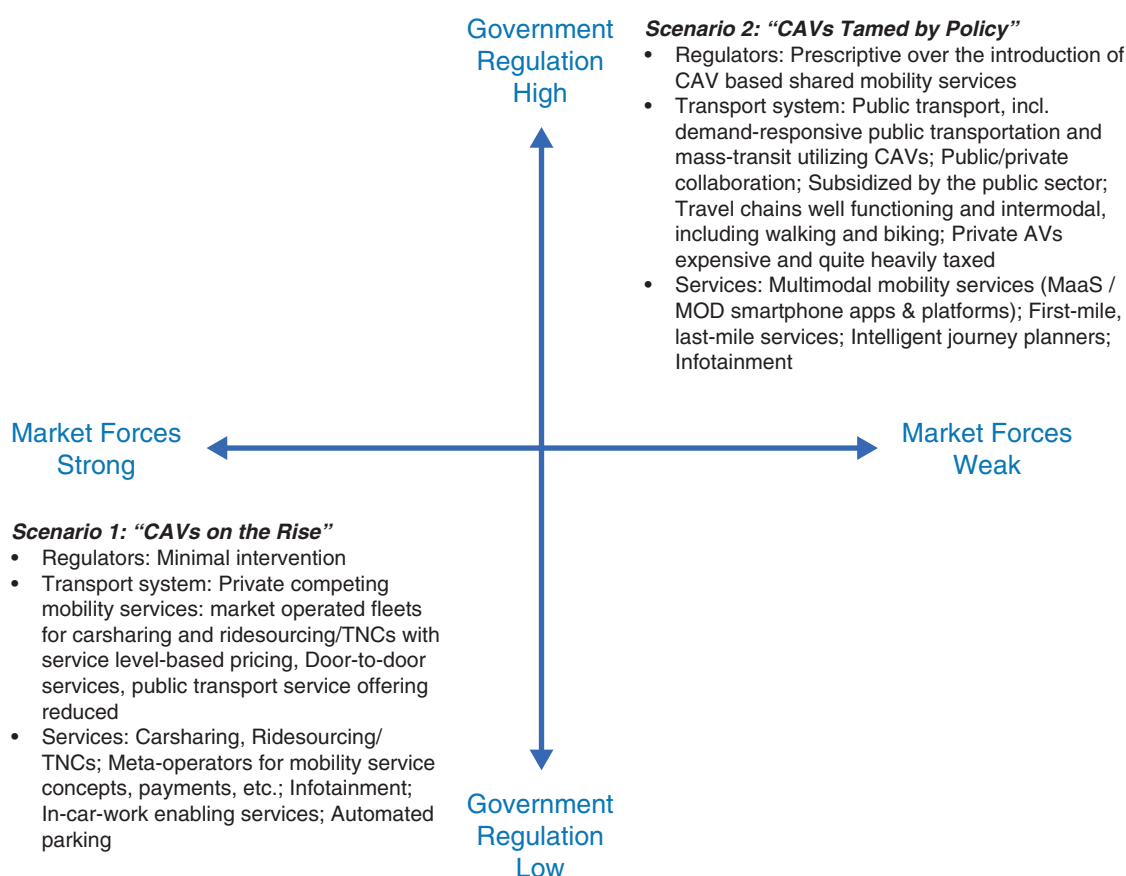 Government
Regulation
High
Scenario 2: “CAVs Tamed by Policy”
• Regulators: Prescriptive over the introduction of
CAV based shared mobility services
• Transport system: Public transport, incl.
demand-responsive public transportation and
mass-transit utilizing CAVs; Public/private
collaboration; Subsidized by the public sector;
Travel chains well functioning and intermodal,
including walking and biking; Private AVs
expensive and quite heavily taxed
• Services: Multimodal mobility services (MaaS /
MOD smartphone apps & platforms); First-mile,
last-mile services; Intelligent journey planners;
Infotainment
Market Forces
Strong
Market Forces
Weak
Scenario 1: “CAVs on the Rise”
• Regulators: Minimal intervention
• Transport system: Private competing
mobility services: market operated fleets
for carsharing and ridesourcing/TNCs with
service level-based pricing, Door-to-door
services, public transport service offering
reduced
• Services: Carsharing, Ridesourcing/
TNCs; Meta-operators for mobility service
concepts, payments, etc.; Infotainment;
In-car-work enabling services; Automated
parking
Government
Regulation
Low